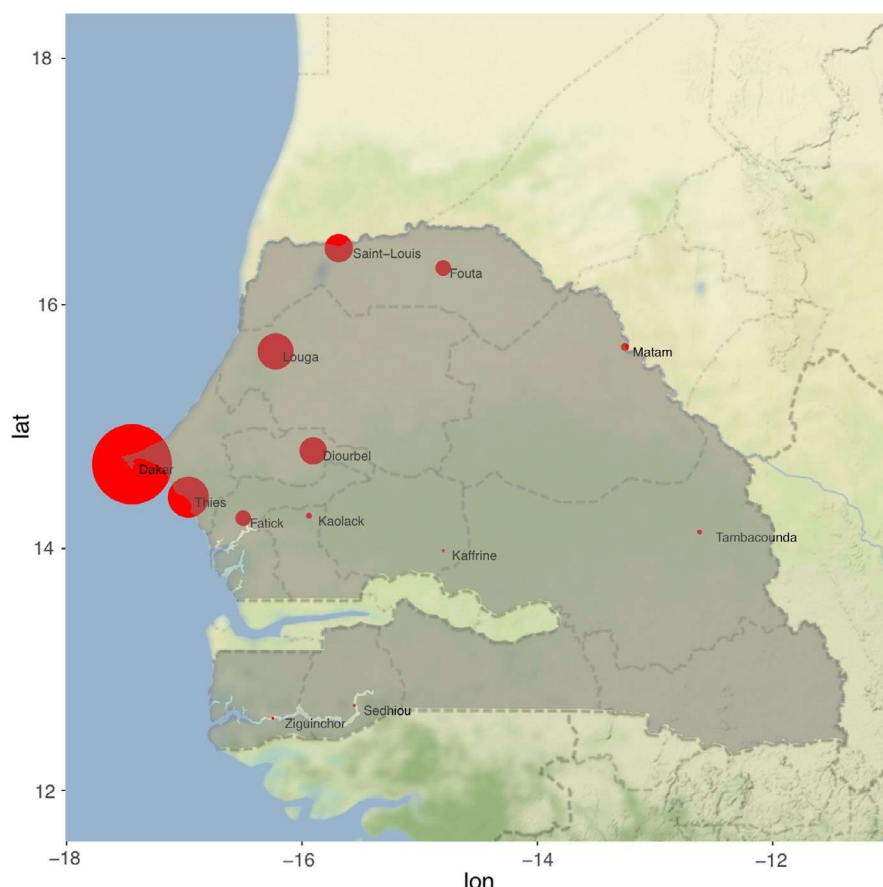 18
Saint−Louis
Fouta
16
Matam
Louga
lat
Diourbel
Dakar
Thies
Fatick
Kaolack
Tambacounda
14
Kaffrine
Sedhiou
Ziguinchor
12
−18
−16
−14
−12
lon